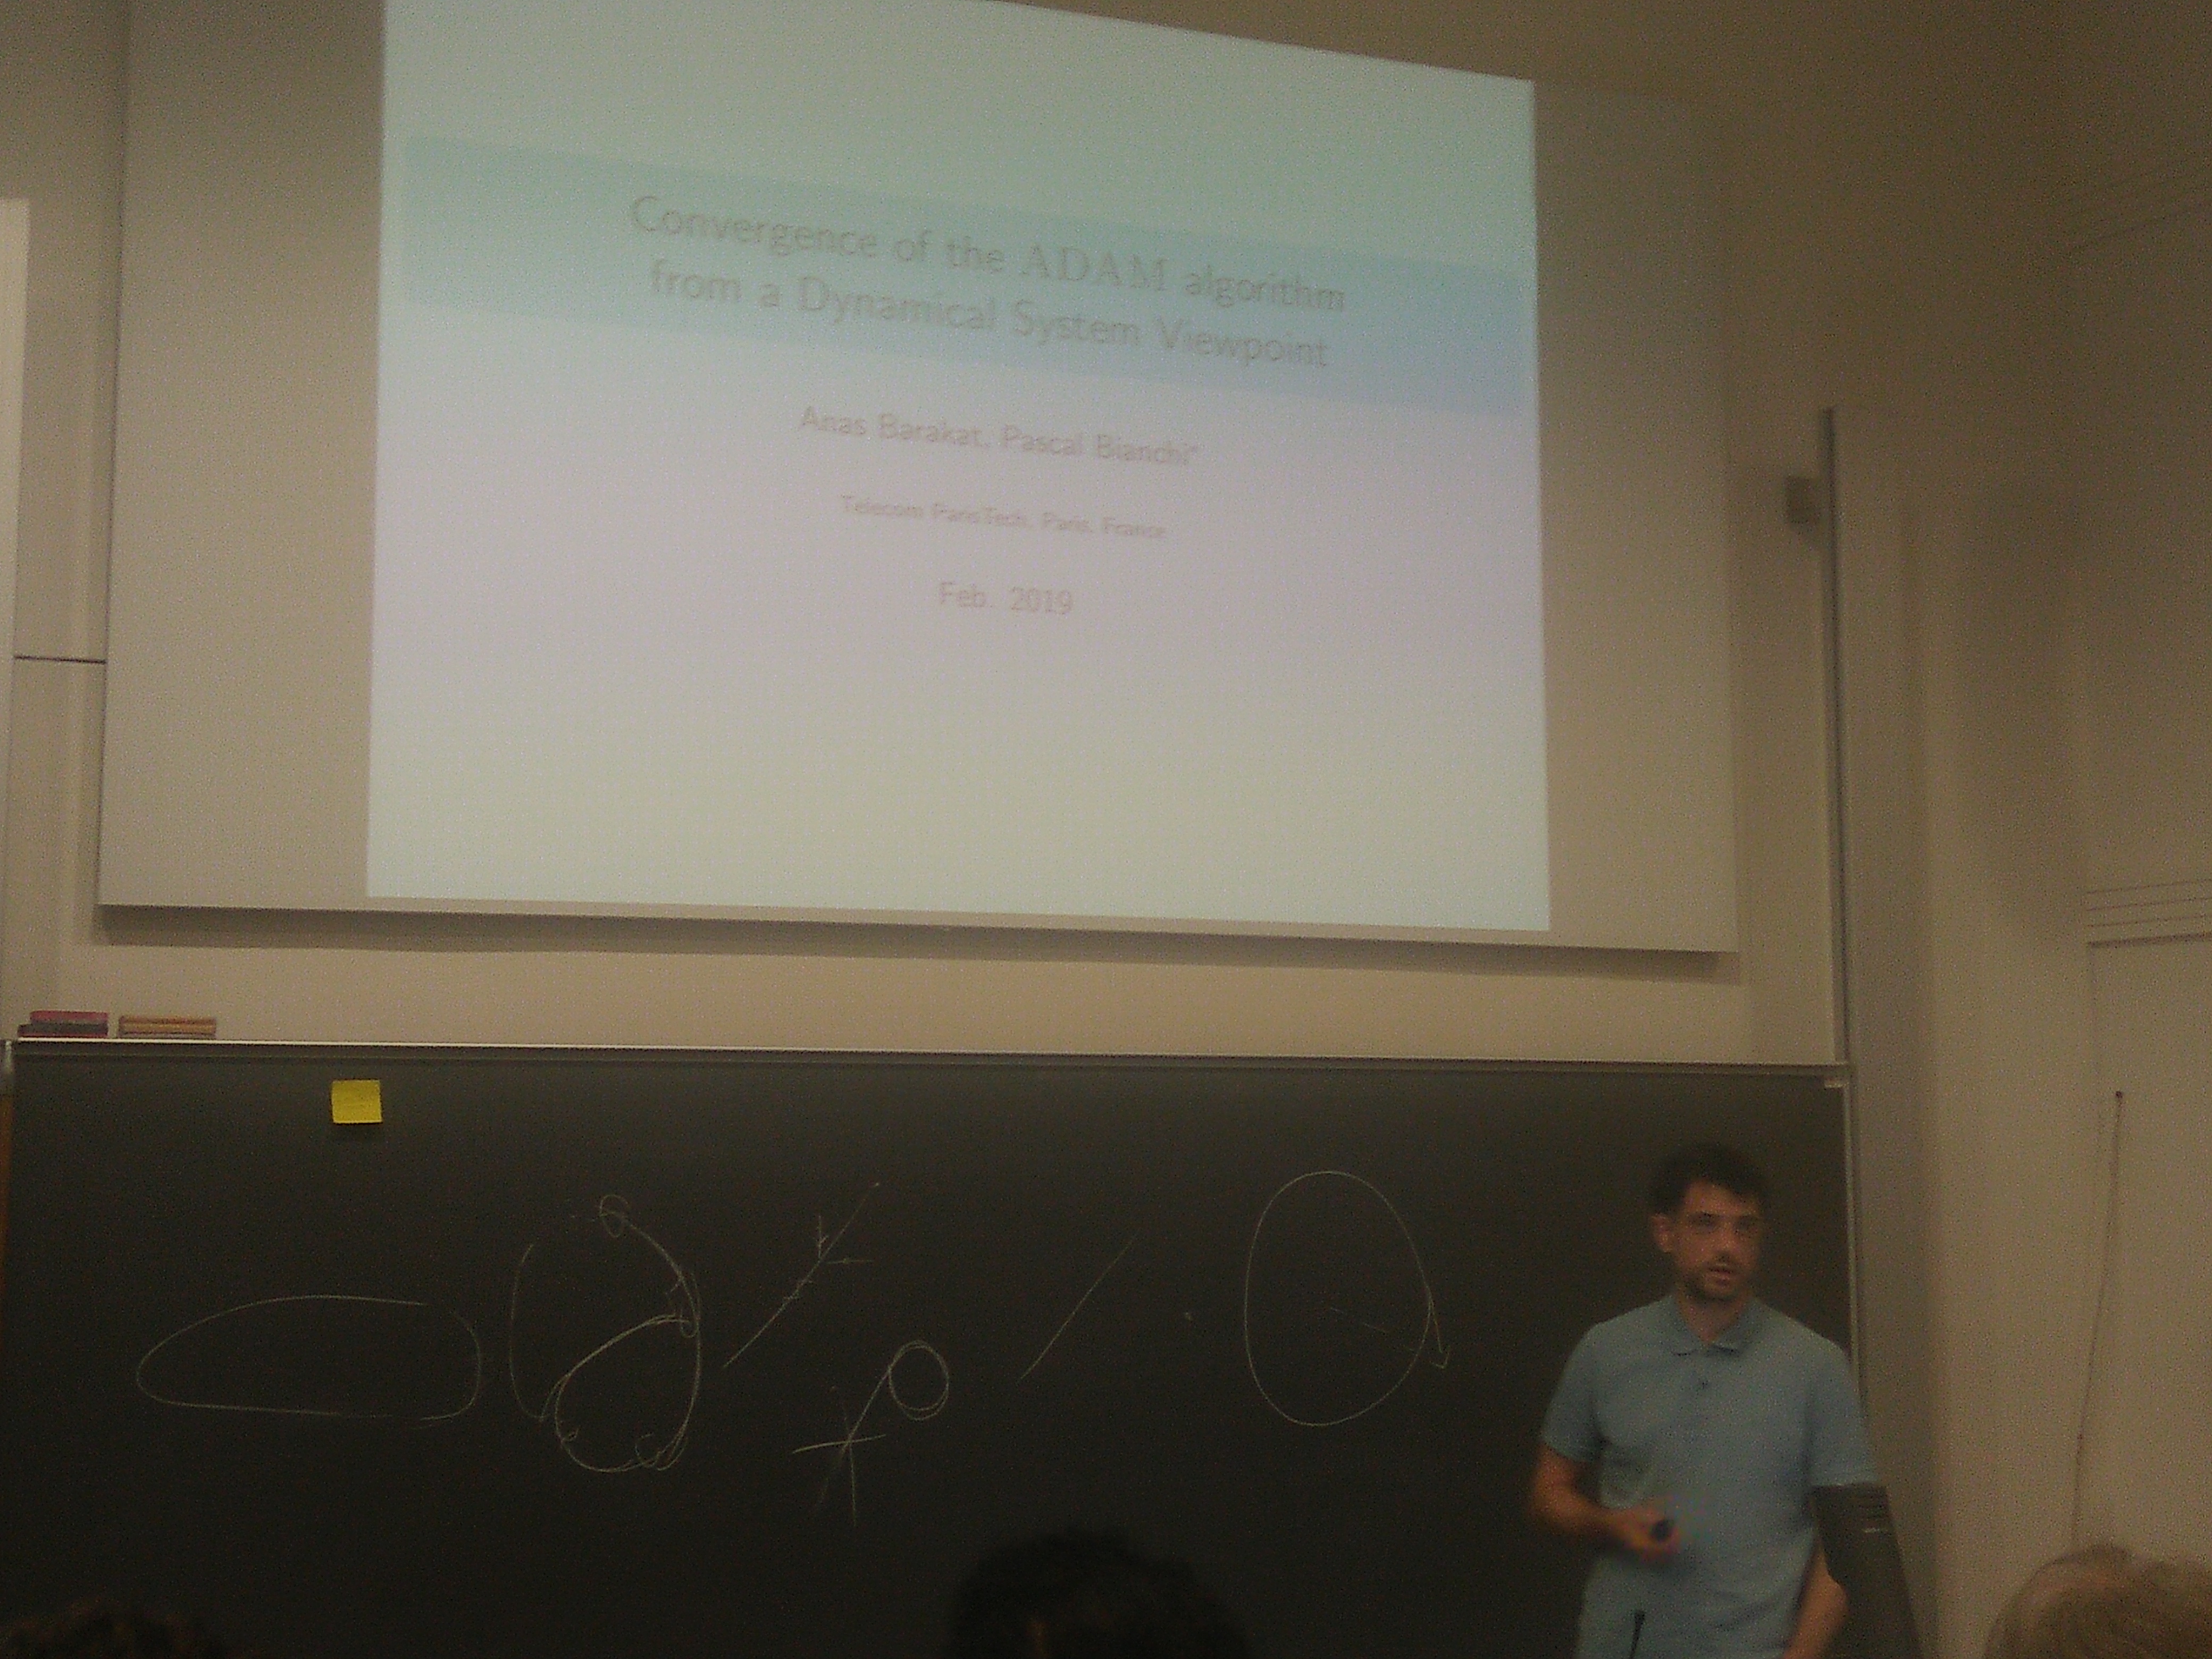 Convergence of the ADAM algorithm
from a Dynamical System Viewpoint
Anas Barakat, Pascal Bianchi*
Telecom ParisTech, Paris, France
Feb. 2019